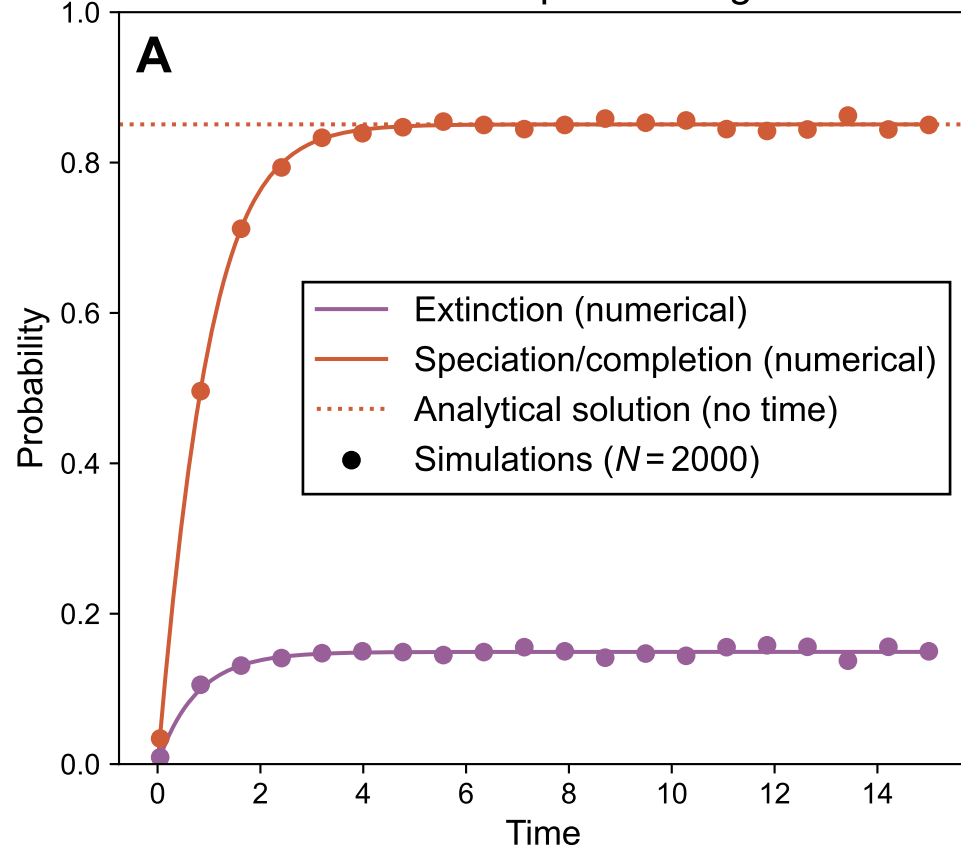 A
1.0
0.8
0.6
0.4
0.2
0.0
Probability
Extinction (numerical)
Speciation/completion (numerical)
Analytical solution (no time)
Simulations (N = 2000)
0 2 4 6 8 10 12 14
Time